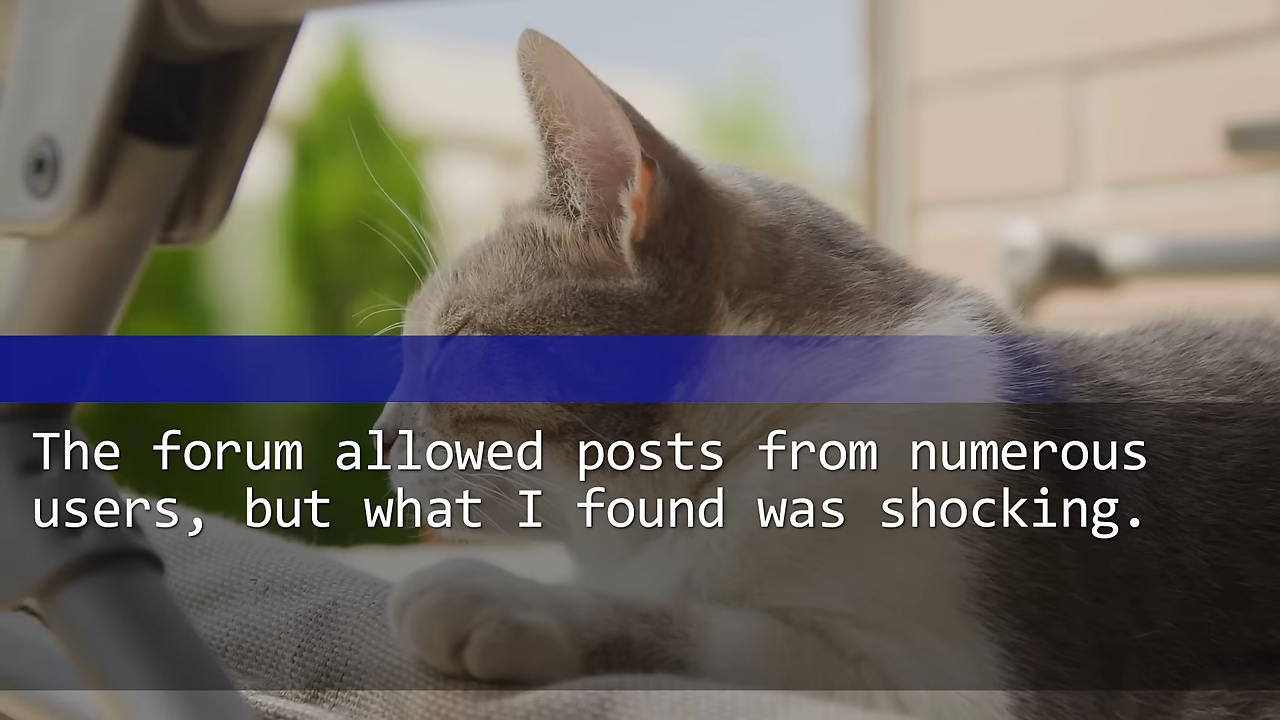 The forum allowed posts from numerous
users, but what I found was shocking.